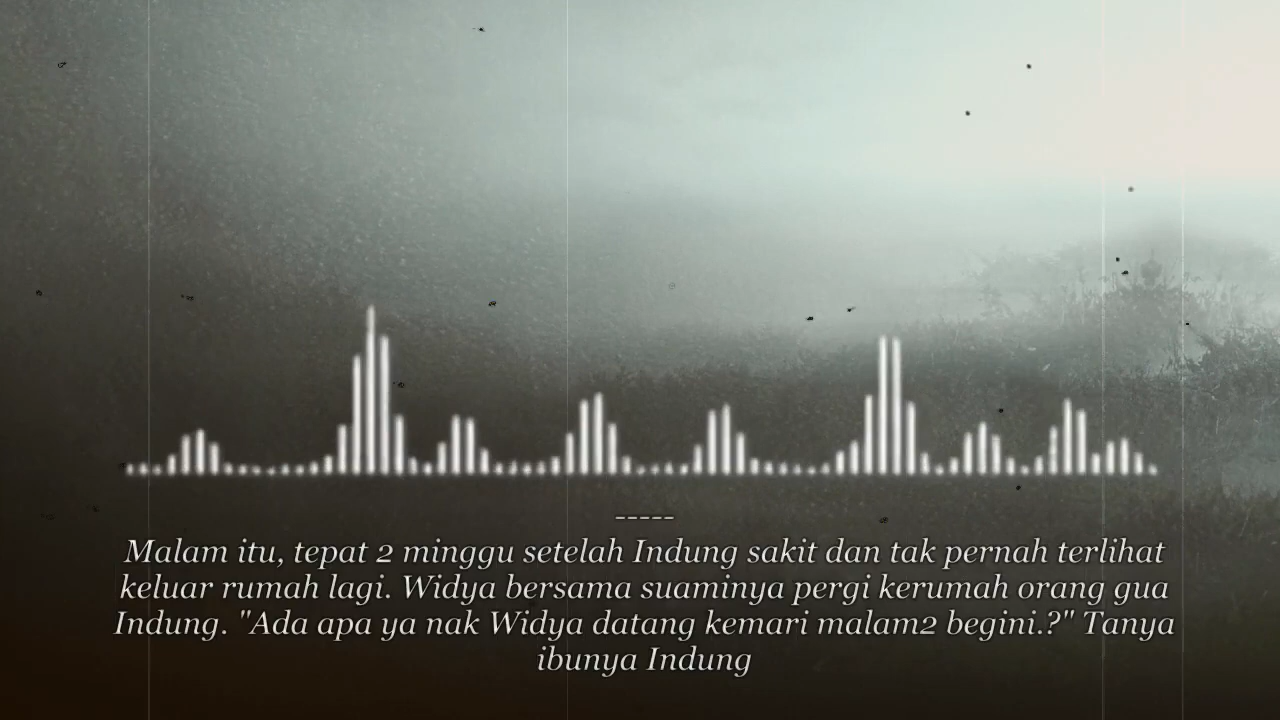 -----
Malam itu, tepat 2 minggu setelah Indung sakit dan tak pernah terlihat
keluar rumah lagi. Widya bersama suaminya pergi kerumah orang gua
Indung. "Ada apa ya nak Widya datang kemari malam2 begini.?" Tanya
ibunya Indung